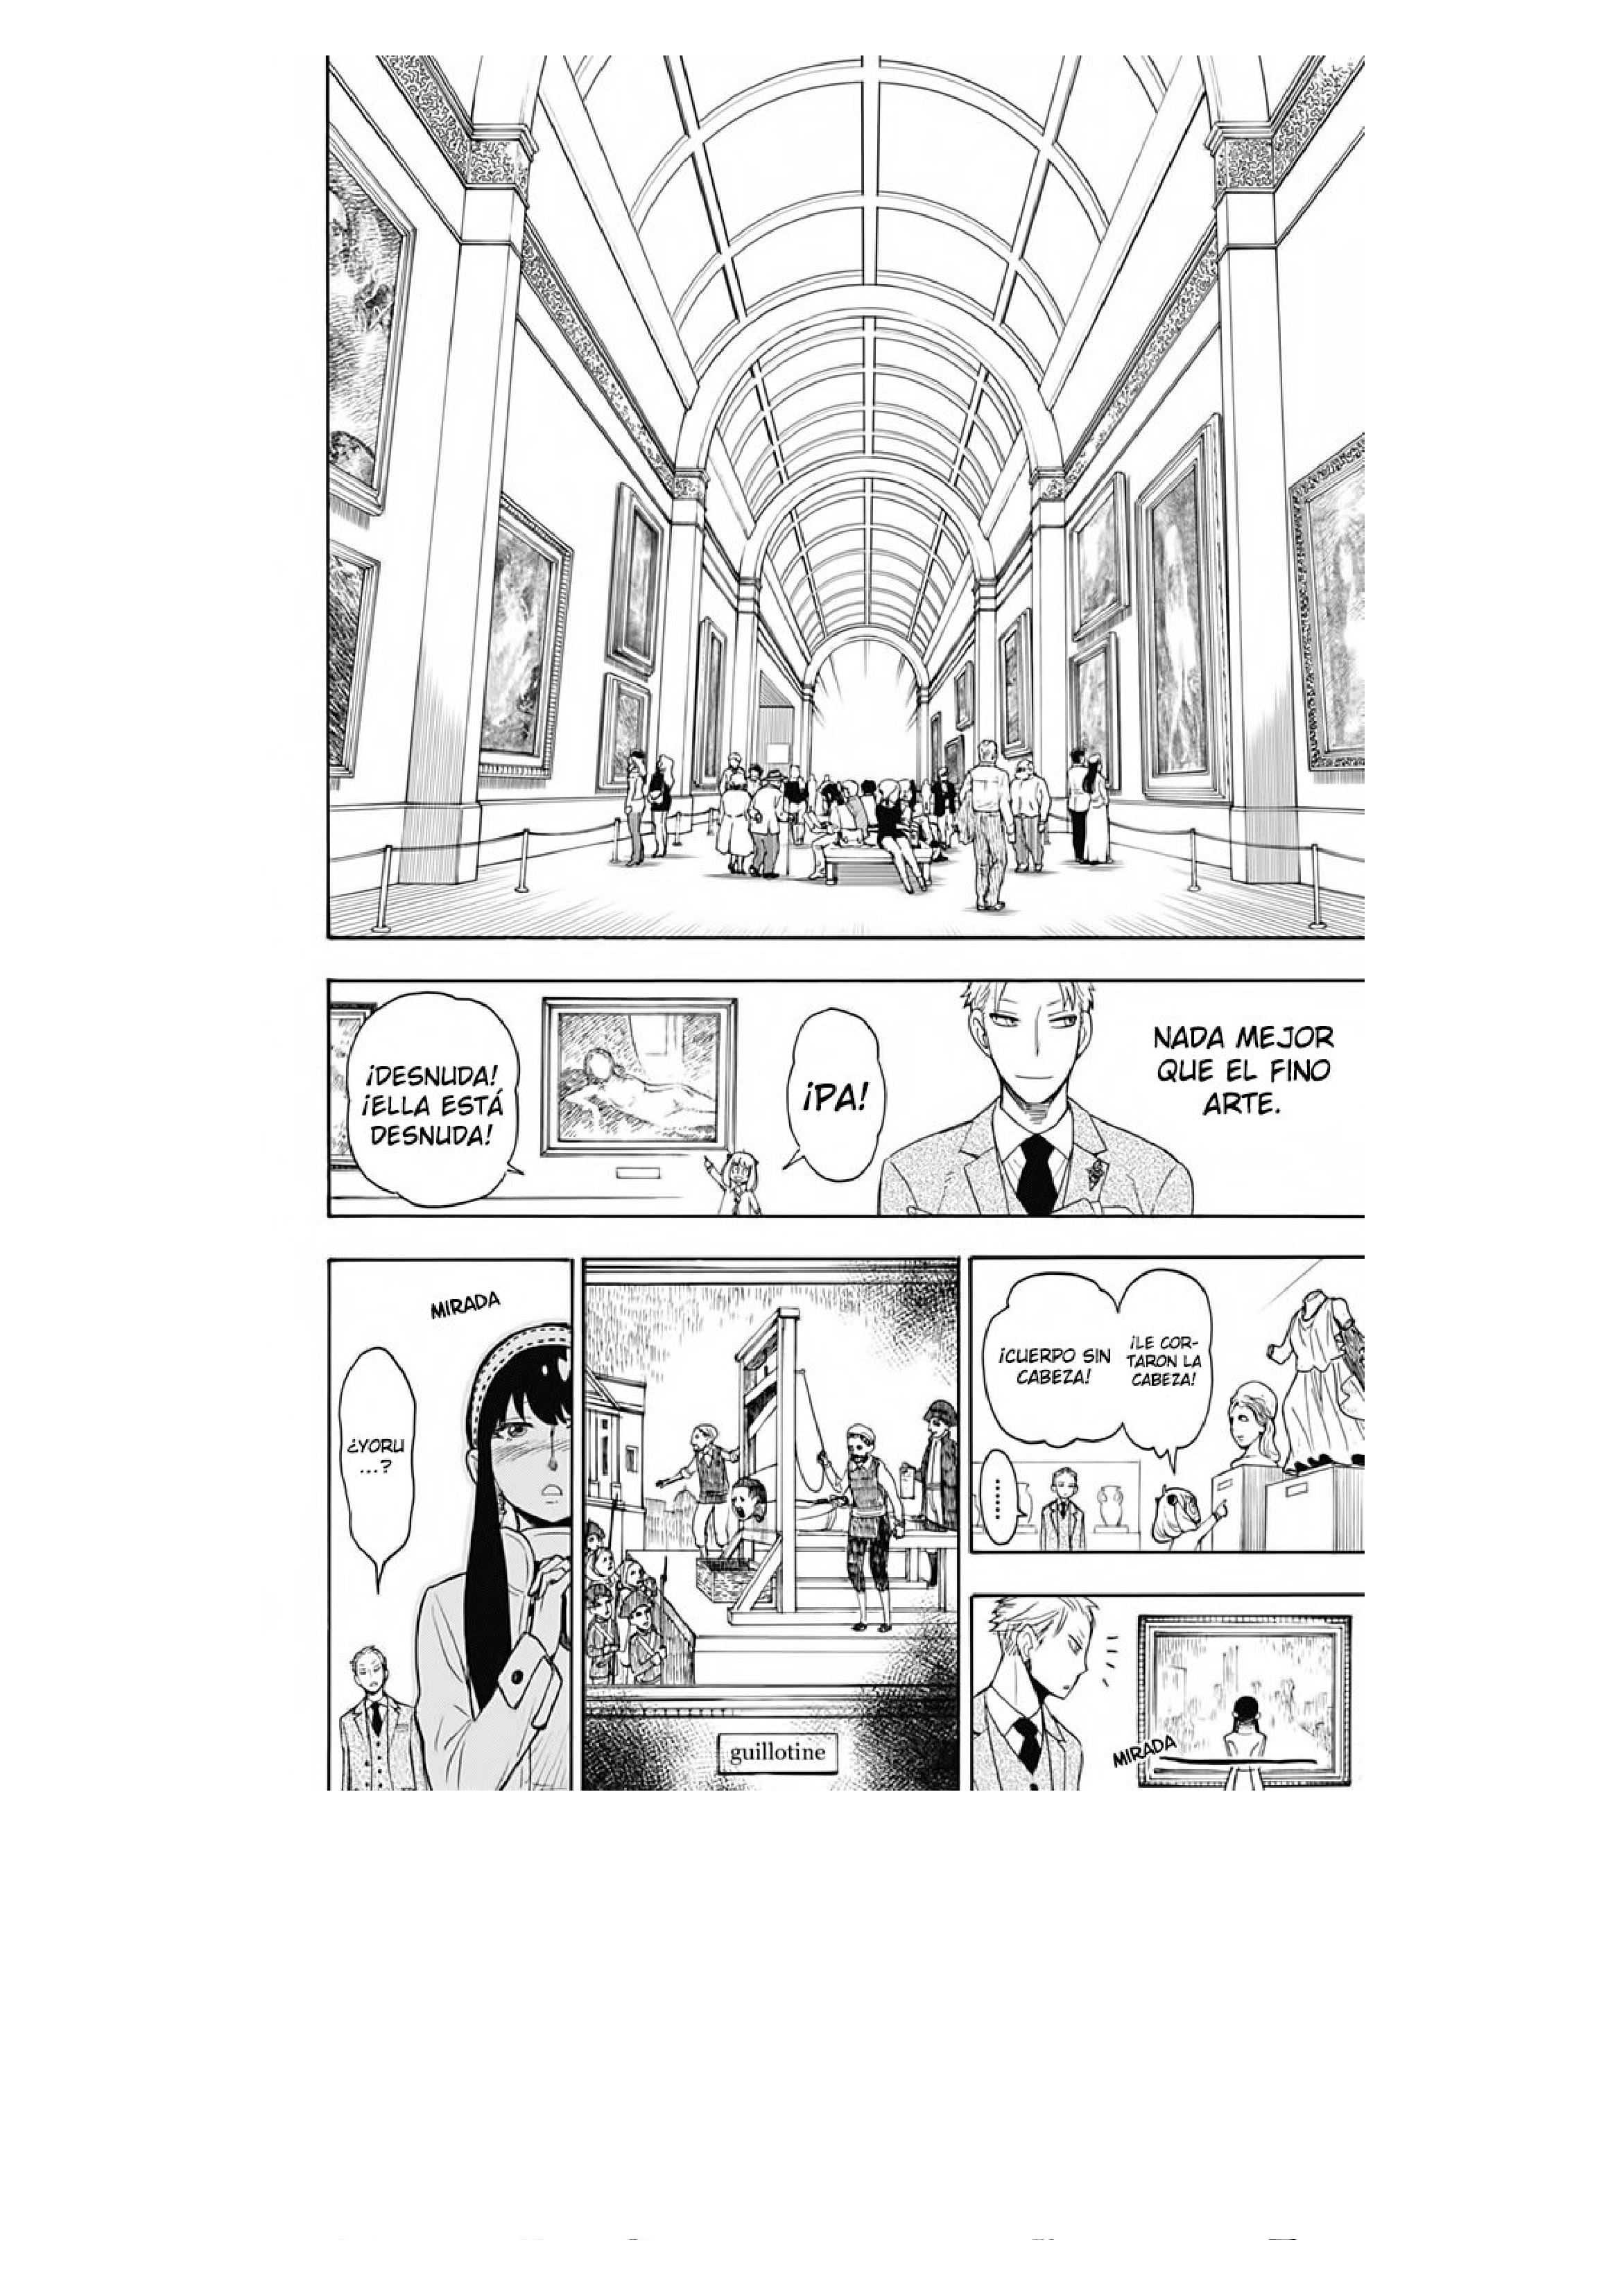 NADA MEJOR
QUE EL FINO
ARTE.
¡PA!
¡DESNUDA!
¡ELLA ESTÁ
DESNUDA!
¡LE COR-
TARON LA
CABEZA!
¡CUERPO SIN
CABEZA!
......
MIRADA
guillotine
MIRADA
¿YORU
...?